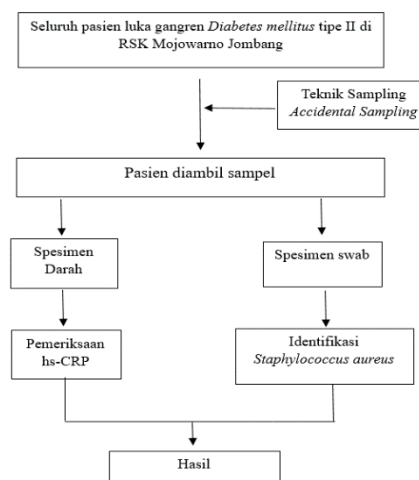 Seluruh pasien luka gangren Diabetes mellitus tipe II di
RSK Mojowarno Jombang
Teknik Sampling
Accidental Sampling
Pasien diambil sampel
Spesimen
Darah
Spesimen swab
Pemeriksaan
hs-CRP
Identifikasi
Staphylococcus aureus
Hasil